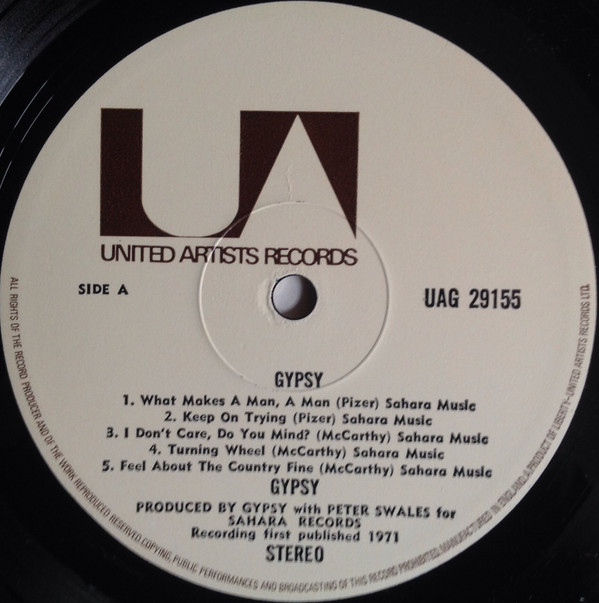 UA
UNITED ARTISTS RECORDS
SIDE A
UAG 29155
GYPSY
1. What Makes A Man, A Man (Pizer) Sahara Music
2. Keep On Trying (Pizer) Sahara Music
3. I Don't Care, Do You Mind? (McCarthy) Sahara Music
4. Turning Wheel (McCarthy) Sahara Music
5. Feel About The Country Fine (McCarthy) Sahara Music
GYPSY
PRODUCED BY GYPSY with PETER SWALES for
SAHARA RECORDS
Recording first published 1971
STEREO
ALL RIGHTS OF THE RECORD PRODUCER AND OF THE WORK REPRODUCED RESERVED COPYING, PUBLIC PERFORMANCES AND BROADCASTING OF THIS RECORD PROHIBITED. MANUFACTURED IN ENGLAND. A PRODUCT OF LIBERTY-UNITED ARTISTS RECORDS LTD.